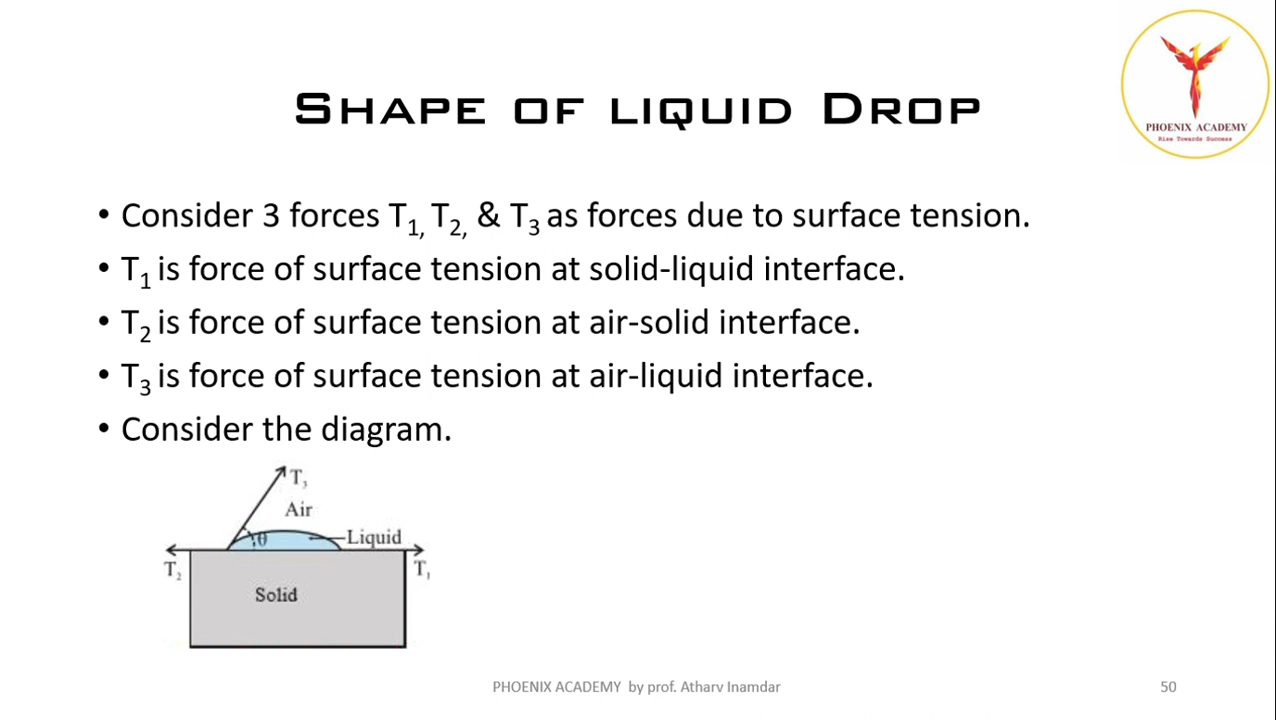 PHOENIX ACADEMY
Rise Towards Success
SHAPE OF LIQUID DROP
• Consider 3 forces T₁, T₂, & T₃ as forces due to surface tension.
• T₁ is force of surface tension at solid-liquid interface.
• T₂ is force of surface tension at air-solid interface.
• T₃ is force of surface tension at air-liquid interface.
• Consider the diagram.
T₃
Air
θ
Liquid
T₂
T₁
Solid
PHOENIX ACADEMY by prof. Atharv Inamdar
50